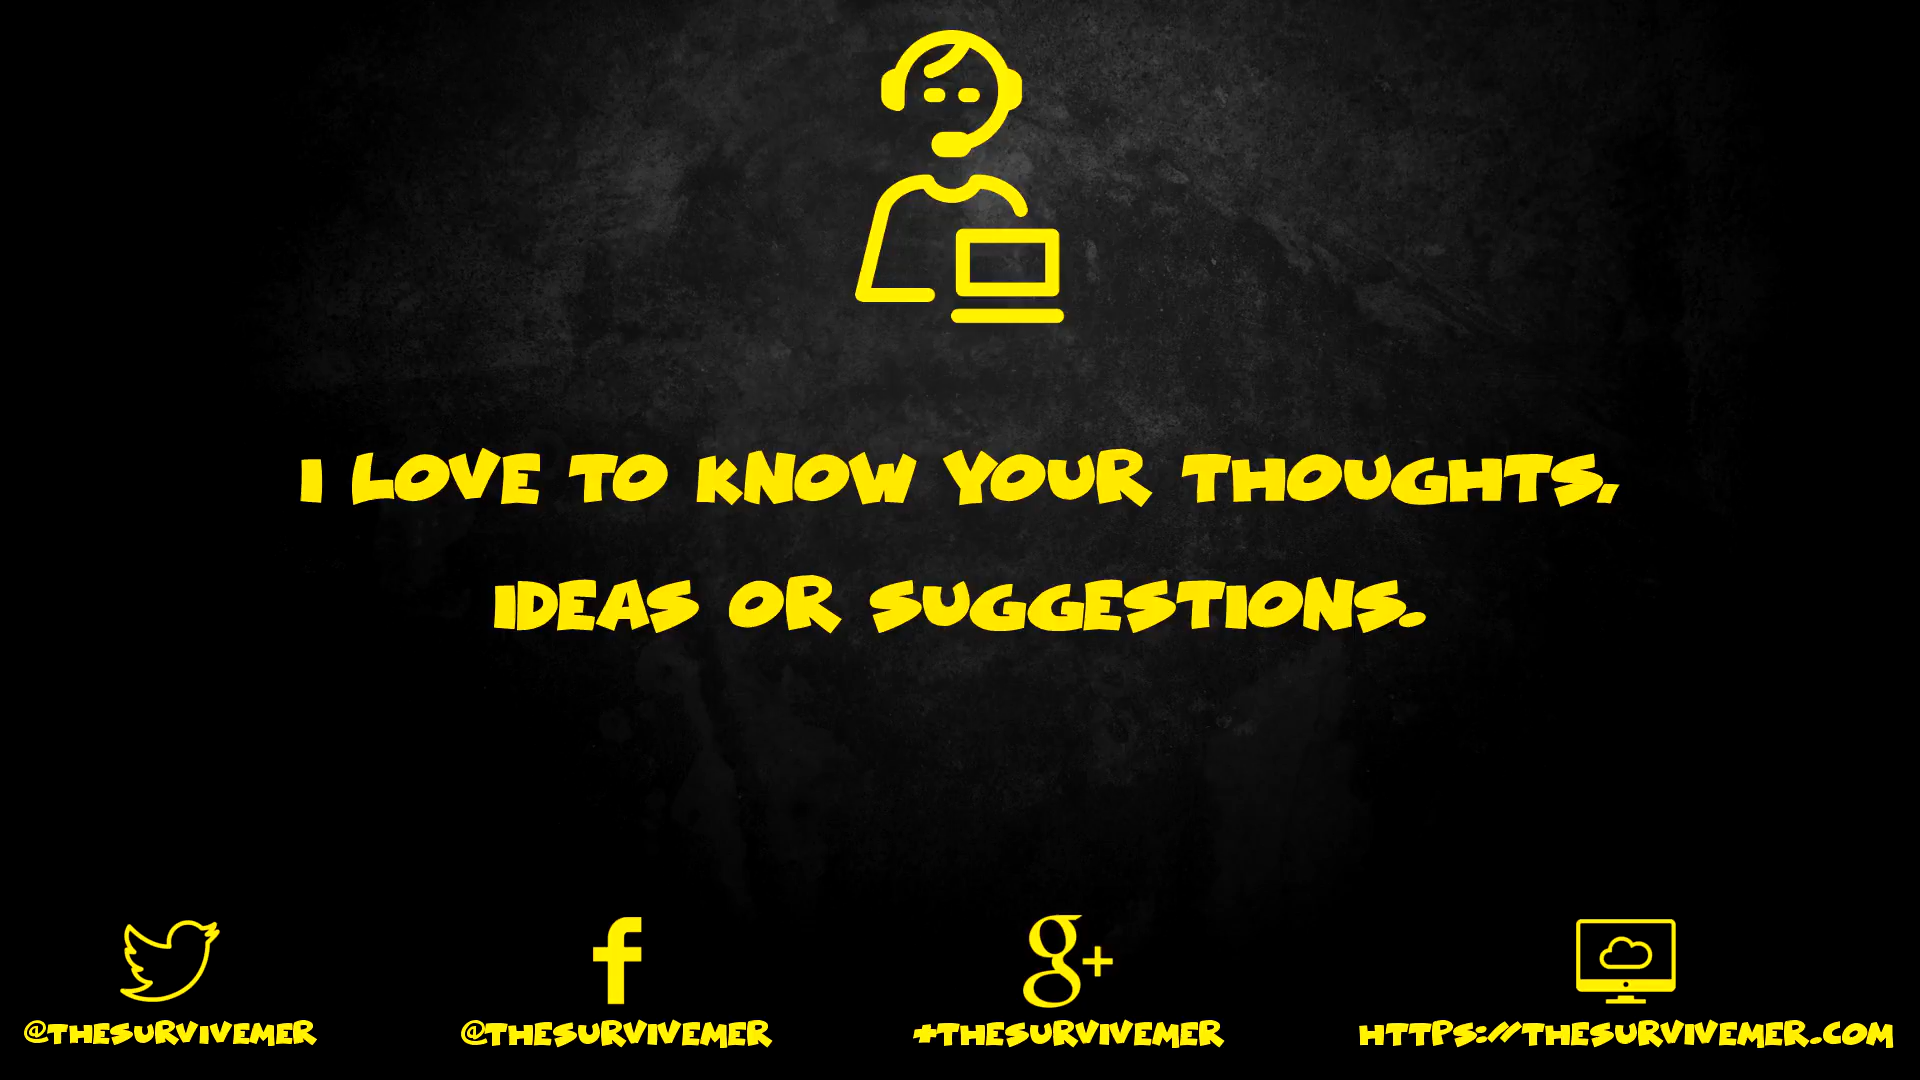 I LOVE TO KNOW YOUR THOUGHTS,
IDEAS OR SUGGESTIONS.
g+
@THESURVIVEMER
@THESURVIVEMER
+THESURVIVEMER
HTTPS://THESURVIVEMER.COM